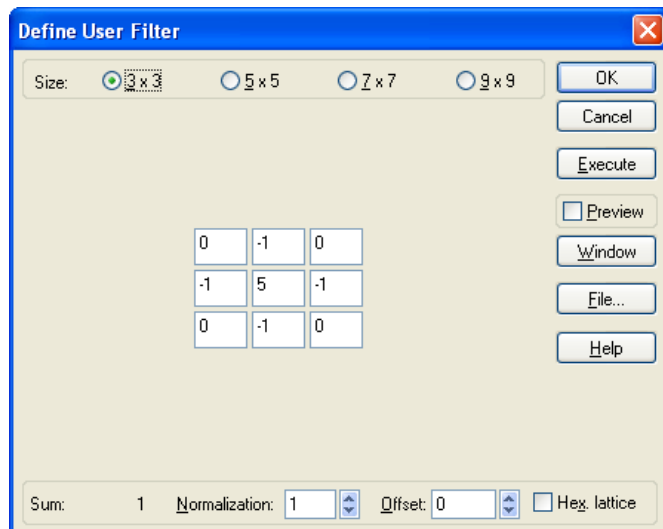 Define User Filter
Size: 3 x 3 5 x 5 7 x 7 9 x 9
OK
Cancel
Execute
Preview
Window
File...
Help
0 -1 0
-1 5 -1
0 -1 0
Sum: 1 Normalization: 1 Offset: 0 Hex. lattice